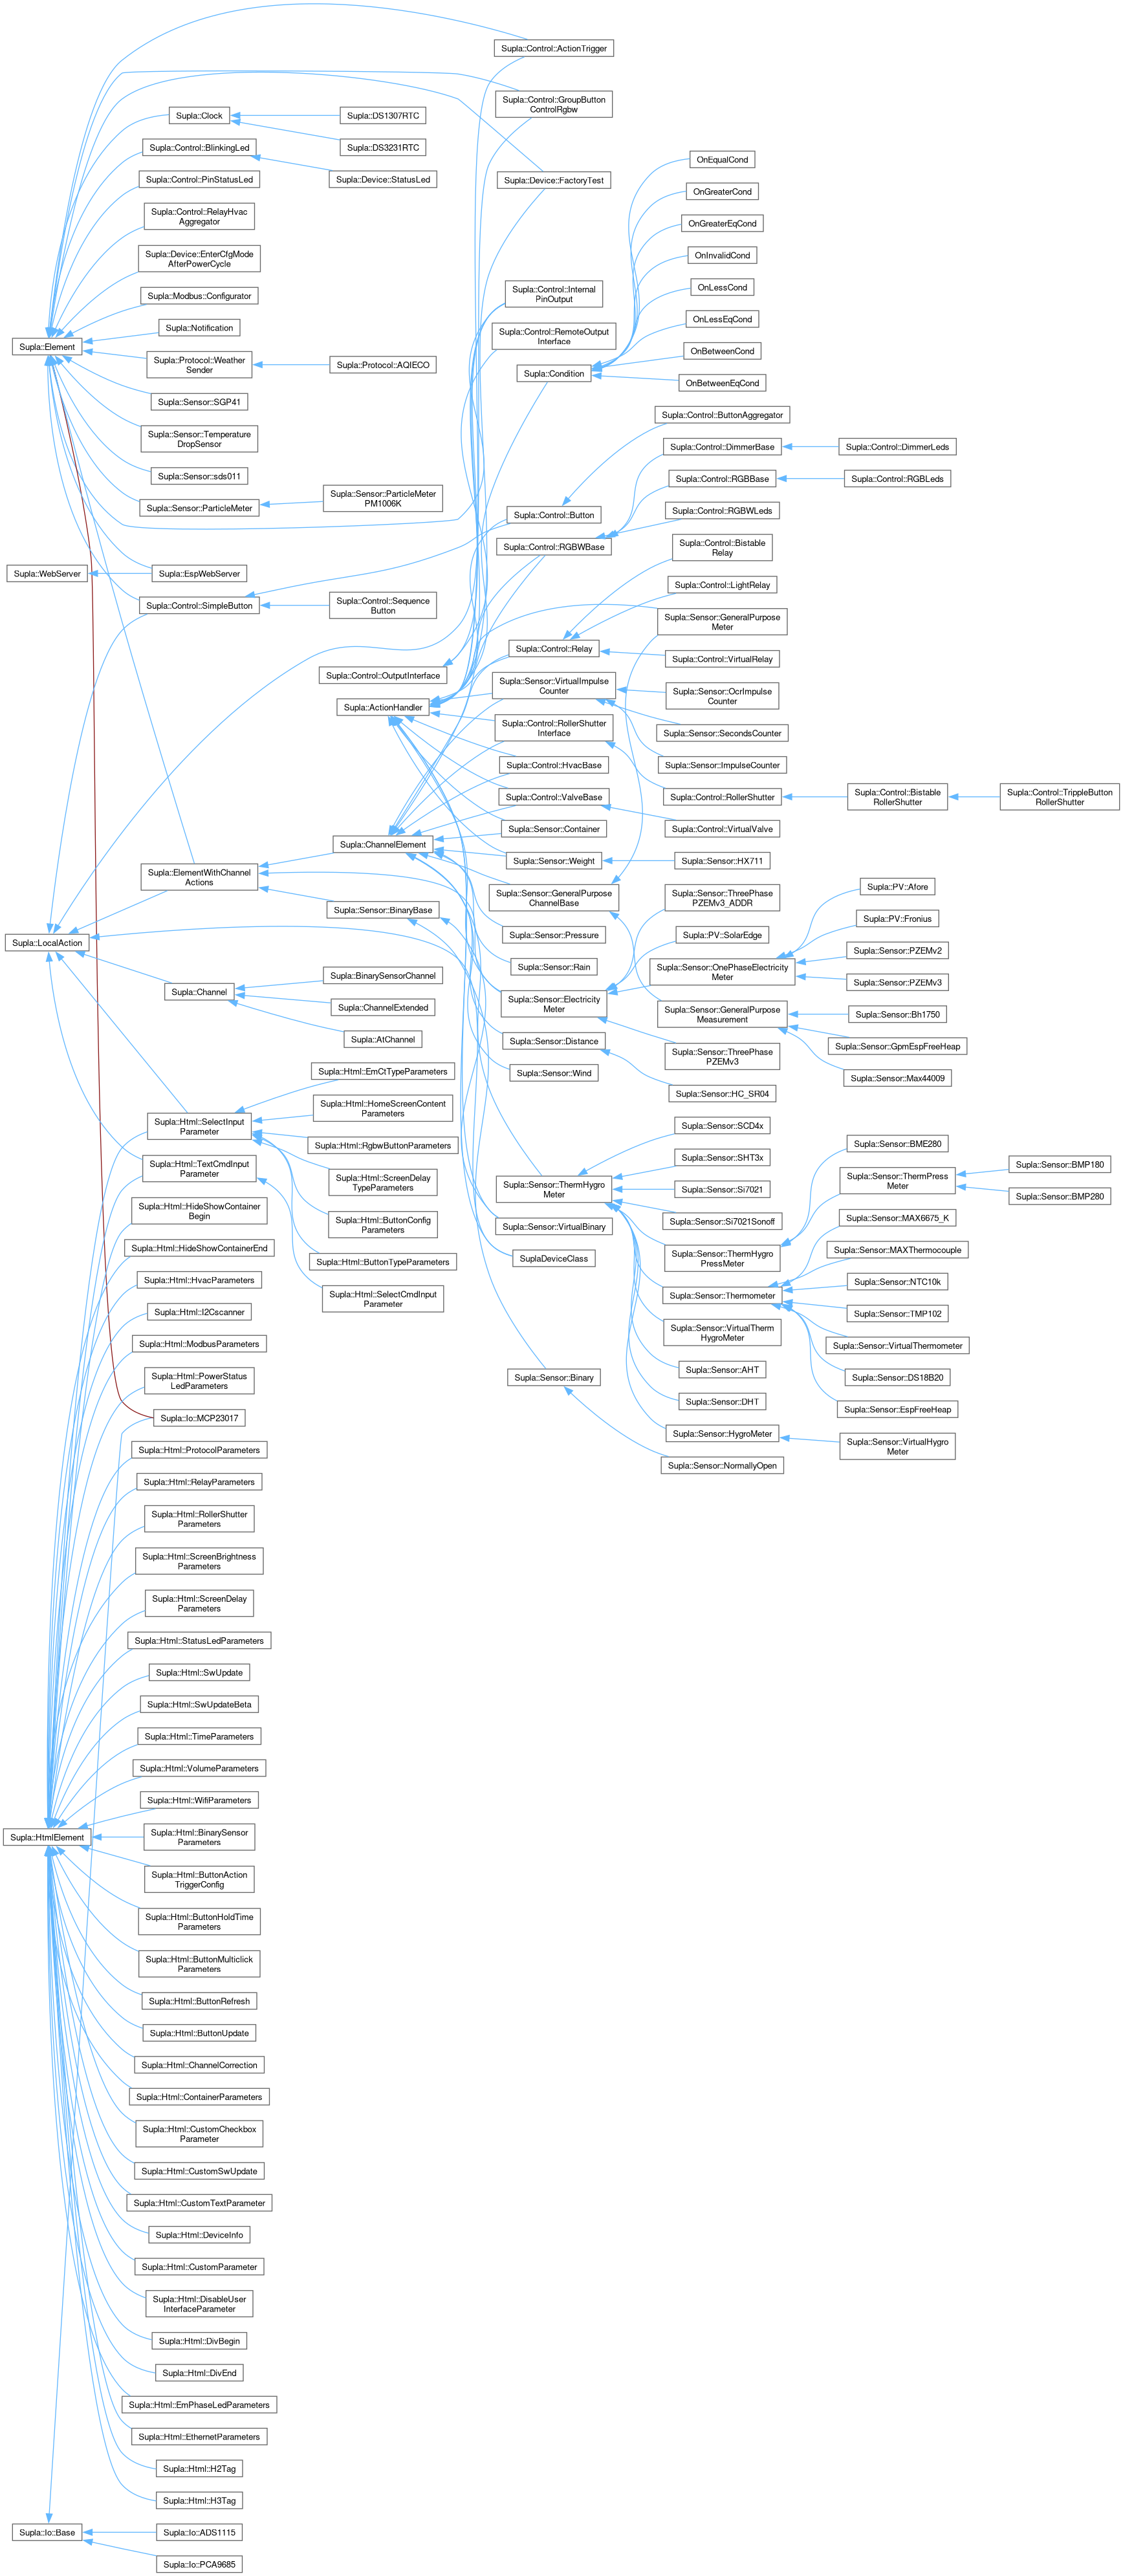 Supla::Control::ActionTrigger
Supla::Control::GroupButton
ControlRgbw
Supla::Clock
Supla::DS1307RTC
Supla::DS3231RTC
Supla::Control::BlinkingLed
Supla::Device::StatusLed
Supla::Control::PinStatusLed
Supla::Device::FactoryTest
Supla::Control::RelayHvac
Aggregator
Supla::Device::EnterCfgMode
AfterPowerCycle
Supla::Modbus::Configurator
Supla::Notification
Supla::Element
Supla::Protocol::Weather
Sender
Supla::Protocol::AQIECO
Supla::Sensor::SGP41
Supla::Sensor::Temperature
DropSensor
Supla::Sensor::sds011
Supla::Sensor::ParticleMeter
Supla::Sensor::ParticleMeter
PM1006K
Supla::WebServer
Supla::EspWebServer
Supla::Control::SimpleButton
Supla::Control::Sequence
Button
OnEqualCond
OnGreaterCond
OnGreaterEqCond
OnInvalidCond
OnLessCond
OnLessEqCond
OnBetweenCond
OnBetweenEqCond
Supla::Control::Internal
PinOutput
Supla::Control::RemoteOutput
Interface
Supla::Condition
Supla::Control::ButtonAggregator
Supla::Control::DimmerBase
Supla::Control::DimmerLeds
Supla::Control::RGBBase
Supla::Control::RGBLeds
Supla::Control::RGBWLeds
Supla::Control::Button
Supla::Control::RGBWBase
Supla::Control::Bistable
Relay
Supla::Control::LightRelay
Supla::Sensor::GeneralPurpose
Meter
Supla::Control::Relay
Supla::Control::VirtualRelay
Supla::Control::OutputInterface
Supla::ActionHandler
Supla::Sensor::VirtualImpulse
Counter
Supla::Sensor::OcrImpulse
Counter
Supla::Sensor::SecondsCounter
Supla::Control::RollerShutter
Interface
Supla::Sensor::ImpulseCounter
Supla::Control::HvacBase
Supla::Control::ValveBase
Supla::Control::RollerShutter
Supla::Control::Bistable
RollerShutter
Supla::Control::TrippleButton
RollerShutter
Supla::Control::VirtualValve
Supla::Sensor::Container
Supla::ChannelElement
Supla::Sensor::Weight
Supla::Sensor::HX711
Supla::ElementWithChannel
Actions
Supla::Sensor::GeneralPurpose
ChannelBase
Supla::Sensor::ThreePhase
PZEMv3_ADDR
Supla::PV::Afore
Supla::PV::Fronius
Supla::Sensor::BinaryBase
Supla::Sensor::Pressure
Supla::PV::SolarEdge
Supla::LocalAction
Supla::Sensor::PZEMv2
Supla::Sensor::Rain
Supla::Sensor::OnePhaseElectricity
Meter
Supla::Sensor::PZEMv3
Supla::BinarySensorChannel
Supla::Channel
Supla::ChannelExtended
Supla::AtChannel
Supla::Sensor::Electricity
Meter
Supla::Sensor::GeneralPurpose
Measurement
Supla::Sensor::Bh1750
Supla::Sensor::GpmEspFreeHeap
Supla::Sensor::Max44009
Supla::Sensor::Distance
Supla::Sensor::ThreePhase
PZEMv3
Supla::Sensor::Wind
Supla::Sensor::HC_SR04
Supla::Html::EmCtTypeParameters
Supla::Html::HomeScreenContent
Parameters
Supla::Html::SelectInput
Parameter
Supla::Html::RgbwButtonParameters
Supla::Html::ScreenDelay
TypeParameters
Supla::Html::TextCmdInput
Parameter
Supla::Html::ButtonConfig
Parameters
Supla::Html::ButtonTypeParameters
Supla::Html::SelectCmdInput
Parameter
Supla::Sensor::SCD4x
Supla::Sensor::SHT3x
Supla::Sensor::ThermHygro
Meter
Supla::Sensor::Si7021
Supla::Sensor::Si7021Sonoff
Supla::Sensor::VirtualBinary
SuplaDeviceClass
Supla::Sensor::ThermHygro
PressMeter
Supla::Sensor::Thermometer
Supla::Sensor::VirtualTherm
HygroMeter
Supla::Sensor::AHT
Supla::Sensor::DHT
Supla::Sensor::HygroMeter
Supla::Sensor::Binary
Supla::Sensor::NormallyOpen
Supla::Sensor::BME280
Supla::Sensor::ThermPress
Meter
Supla::Sensor::BMP180
Supla::Sensor::BMP280
Supla::Sensor::MAX6675_K
Supla::Sensor::MAXThermocouple
Supla::Sensor::NTC10k
Supla::Sensor::TMP102
Supla::Sensor::VirtualThermometer
Supla::Sensor::DS18B20
Supla::Sensor::EspFreeHeap
Supla::Sensor::VirtualHygro
Meter
Supla::Html::HideShowContainer
Begin
Supla::Html::HideShowContainerEnd
Supla::Html::HvacParameters
Supla::Html::I2Cscanner
Supla::Html::ModbusParameters
Supla::Html::PowerStatus
LedParameters
Supla::Io::MCP23017
Supla::Html::ProtocolParameters
Supla::Html::RelayParameters
Supla::Html::RollerShutter
Parameters
Supla::Html::ScreenBrightness
Parameters
Supla::Html::ScreenDelay
Parameters
Supla::Html::StatusLedParameters
Supla::Html::SwUpdate
Supla::Html::SwUpdateBeta
Supla::Html::TimeParameters
Supla::Html::VolumeParameters
Supla::Html::WifiParameters
Supla::HtmlElement
Supla::Html::BinarySensor
Parameters
Supla::Html::ButtonAction
TriggerConfig
Supla::Html::ButtonHoldTime
Parameters
Supla::Html::ButtonMulticlick
Parameters
Supla::Html::ButtonRefresh
Supla::Html::ButtonUpdate
Supla::Html::ChannelCorrection
Supla::Html::ContainerParameters
Supla::Html::CustomCheckbox
Parameter
Supla::Html::CustomSwUpdate
Supla::Html::CustomTextParameter
Supla::Html::DeviceInfo
Supla::Html::CustomParameter
Supla::Html::DisableUser
InterfaceParameter
Supla::Html::DivBegin
Supla::Html::DivEnd
Supla::Html::EmPhaseLedParameters
Supla::Html::EthernetParameters
Supla::Html::H2Tag
Supla::Html::H3Tag
Supla::Io::Base
Supla::Io::ADS1115
Supla::Io::PCA9685